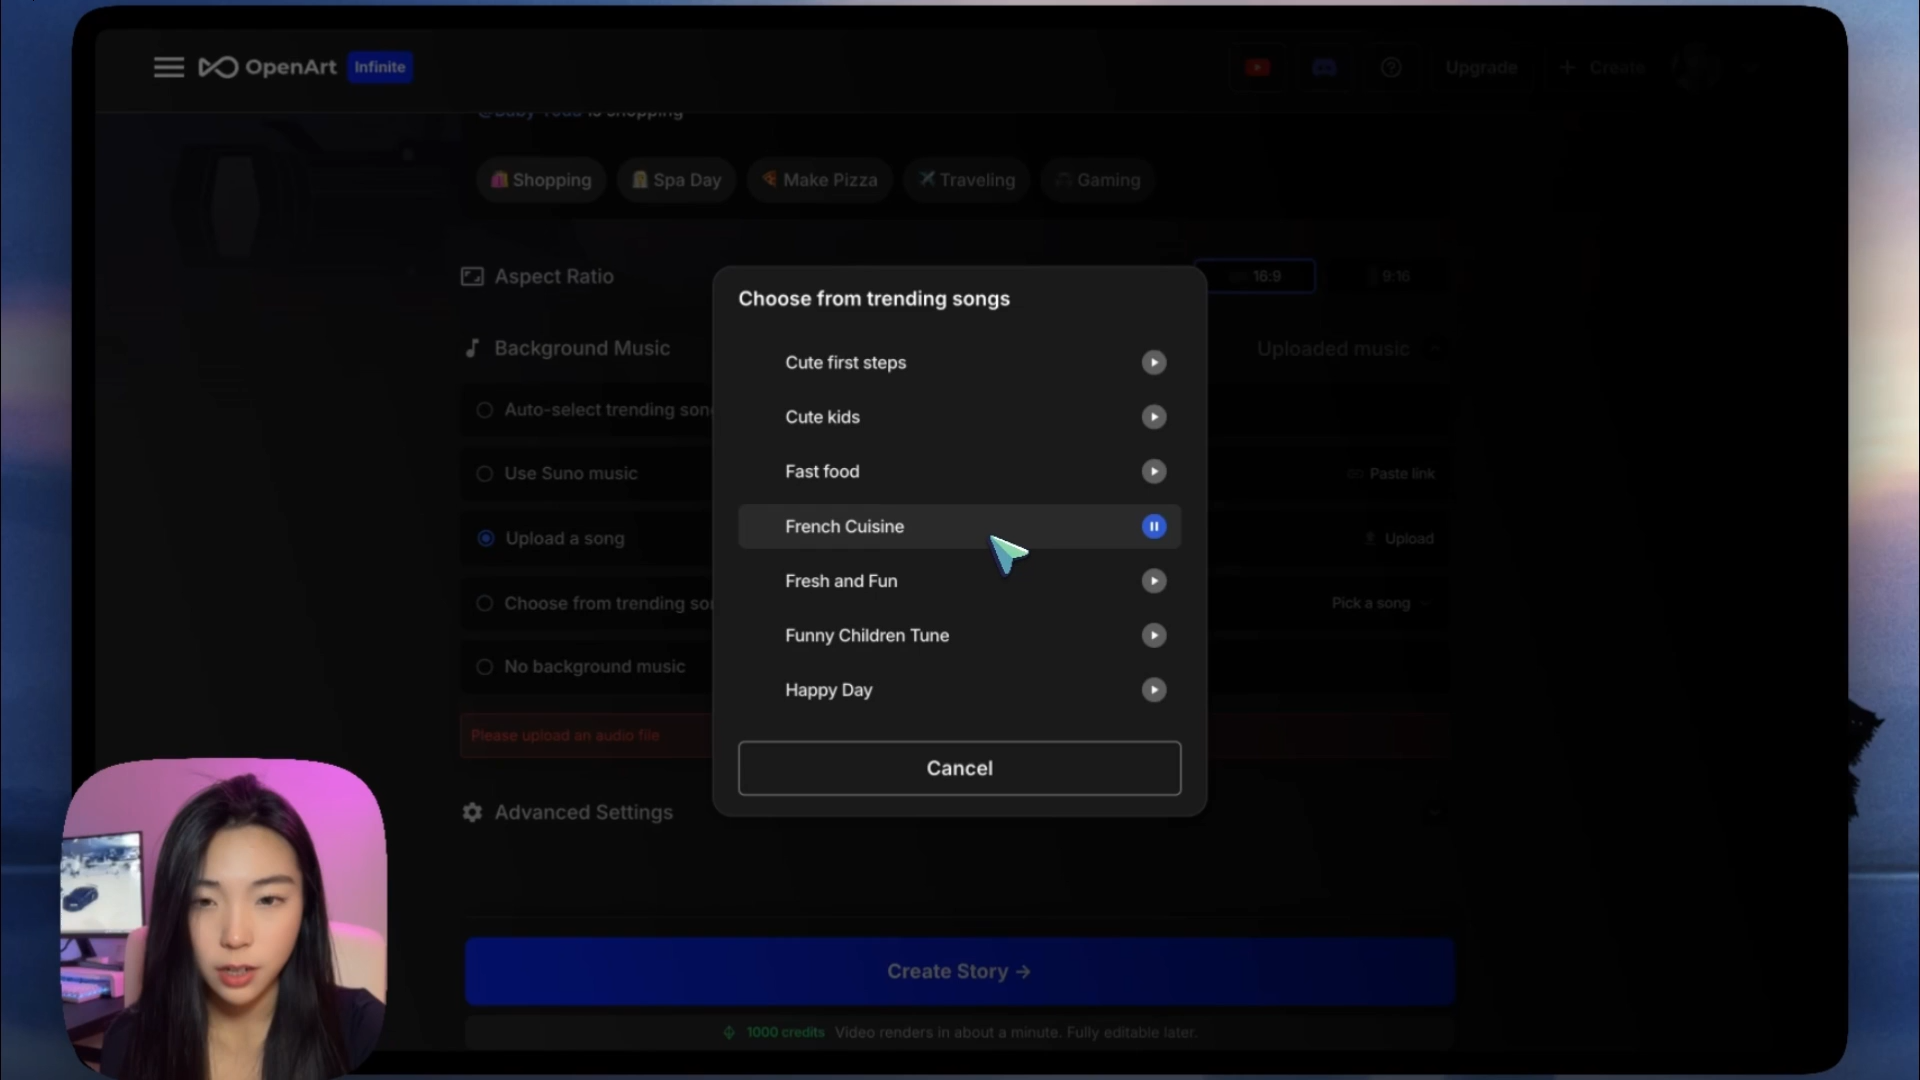 OpenArt Infinite
Upgrade + Create
is shopping
Shopping Spa Day Make Pizza Traveling Gaming
Aspect Ratio 16:9 9:16
Background Music Uploaded music
Auto-select trending son
Use Suno music Paste link
Upload a song Upload
Choose from trending so Pick a song
No background music
Please upload an audio file
Advanced Settings
Choose from trending songs
Cute first steps
Cute kids
Fast food
French Cuisine
Fresh and Fun
Funny Children Tune
Happy Day
Cancel
Create Story →
1000 credits Video renders in about a minute. Fully editable later.